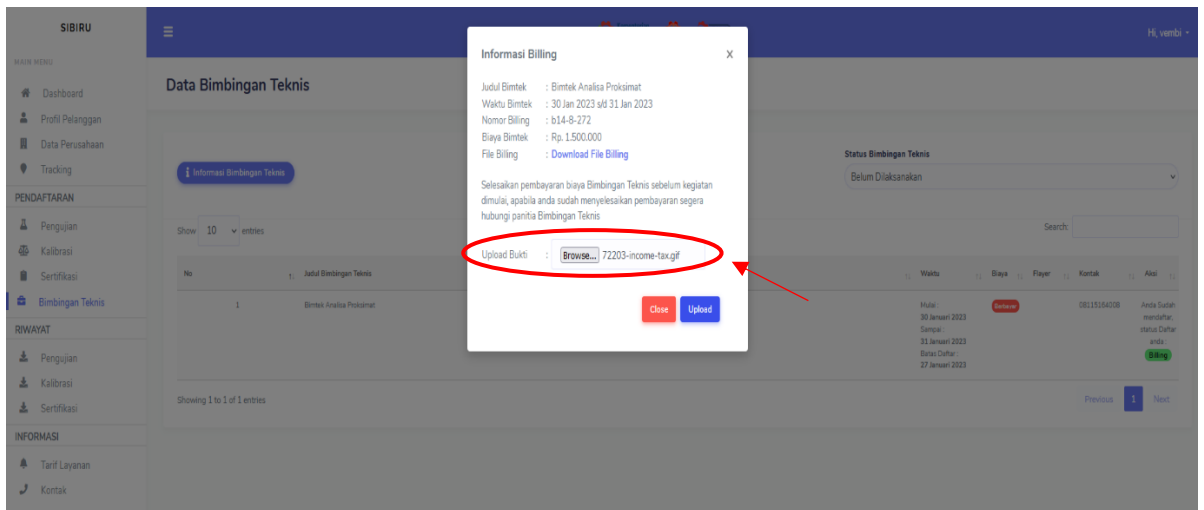 SIBIRU
Hi, vembi
MAIN MENU
Dashboard
Profil Pelanggan
Data Perusahaan
Tracking
PENDAFTARAN
Pengujian
Kalibrasi
Sertifikasi
Bimbingan Teknis
RIWAYAT
Pengujian
Kalibrasi
Sertifikasi
INFORMASI
Tarif Layanan
Kontak
Data Bimbingan Teknis
Informasi Bimbingan Teknis
Status Bimbingan Teknis
Belum Dilaksanakan
Show 10 entries
Search:
No Judul Bimbingan Teknis Waktu Biaya Flayer Kontak Aksi
1 Bimtek Analisa Proksimat Berbayar 08115184008
Mulai :
30 Januari 2023
Sampai :
31 Januari 2023
Batas Daftar :
27 Januari 2023
Anda Sudah
mendaftar,
status Daftar
anda :
Billing
Showing 1 to 1 of 1 entries
Previous 1 Next
Informasi Billing X
Judul Bimtek : Bimtek Analisa Proksimat
Waktu Bimtek : 30 Jan 2023 s/d 31 Jan 2023
Nomor Billing : b14-8-272
Biaya Bimtek : Rp. 1.500.000
File Billing : Download File Billing
Selesaikan pembayaran biaya Bimbingan Teknis sebelum kegiatan
dimulai, apabila anda sudah menyelesaikan pembayaran segera
hubungi panitia Bimbingan Teknis
Upload Bukti : Browse... 72203-income-tax.gif
Close Upload